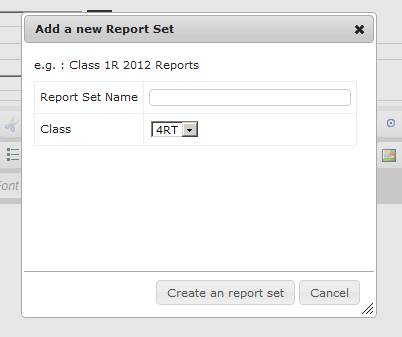 Add a new Report Set
e.g. : Class 1R 2012 Reports
Report Set Name
Class 4RT
Font
Create an report set Cancel